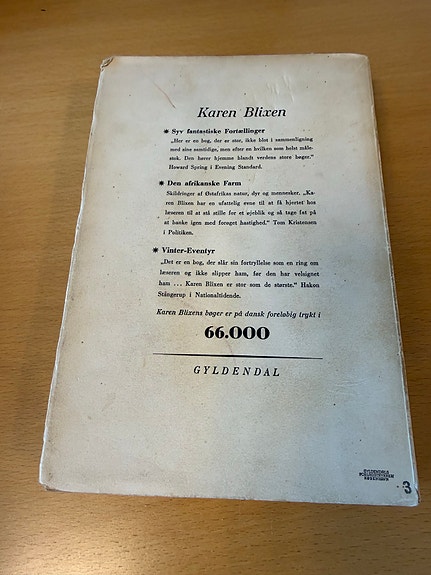 Karen Blixen
✷ Syv fantastiske Fortællinger
„Her er en bog, der er stor, ikke blot i sammenligning
med sine samtidige, men efter en hvilken som helst måle-
stok. Den hører hjemme blandt verdens store bøger.“
Howard Spring i Evening Standard.
✷ Den afrikanske Farm
Skildringer af Østafrikas natur, dyr og mennesker. „Ka-
ren Blixen har en ufattelig evne til at få hjertet hos
læseren til at stå stille for et øjeblik og så tage fat på
at banke igen med forøget hastighed.“ Tom Kristensen
i Politiken.
✷ Vinter-Eventyr
„Det er en bog, der slår sin fortryllelse som en ring om
læseren og ikke slipper ham, før den har velsignet
ham ... Karen Blixen er stor som de største.“ Hakon
Stángerup i Nationaltidende.
Karen Blixens bøger er på dansk foreløbig trykt i
66.000
GYLDENDAL
GYLDENDALS
KØBENHAVN
3